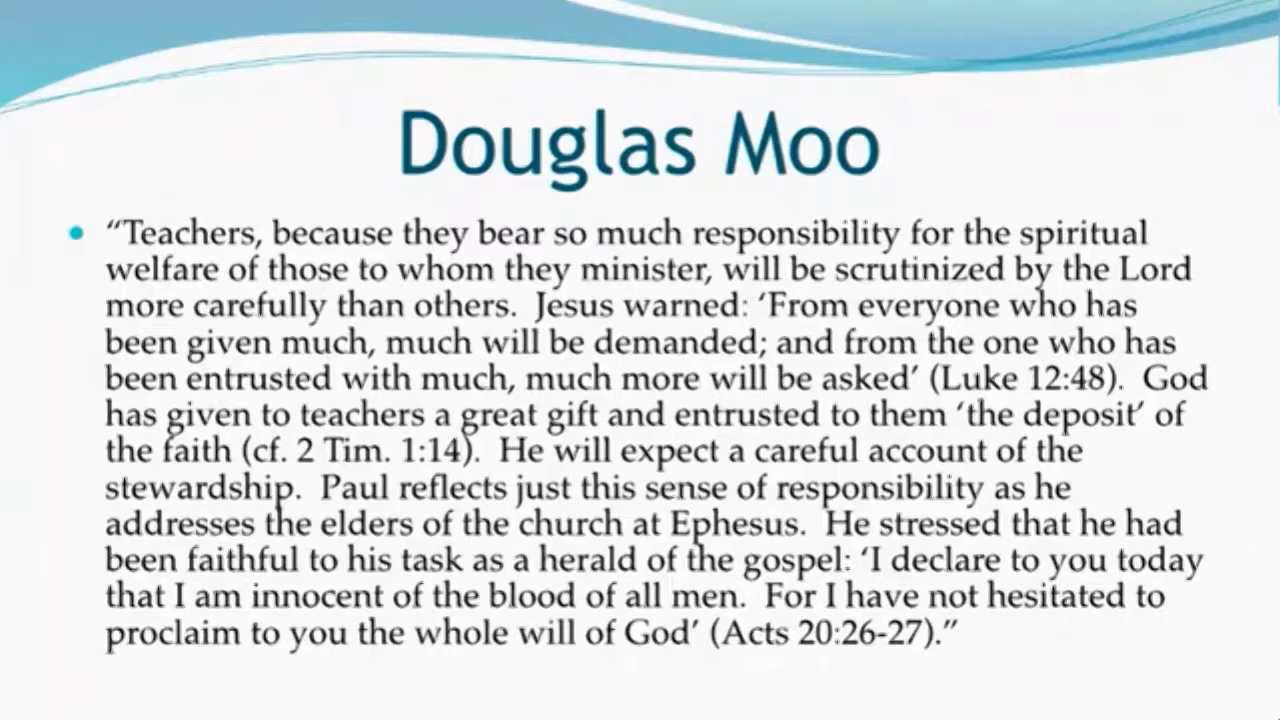 Douglas Moo
• “Teachers, because they bear so much responsibility for the spiritual
welfare of those to whom they minister, will be scrutinized by the Lord
more carefully than others.  Jesus warned: ‘From everyone who has
been given much, much will be demanded; and from the one who has
been entrusted with much, much more will be asked’ (Luke 12:48).  God
has given to teachers a great gift and entrusted to them ‘the deposit’ of
the faith (cf. 2 Tim. 1:14).  He will expect a careful account of the
stewardship.  Paul reflects just this sense of responsibility as he
addresses the elders of the church at Ephesus.  He stressed that he had
been faithful to his task as a herald of the gospel: ‘I declare to you today
that I am innocent of the blood of all men.  For I have not hesitated to
proclaim to you the whole will of God’ (Acts 20:26-27).”